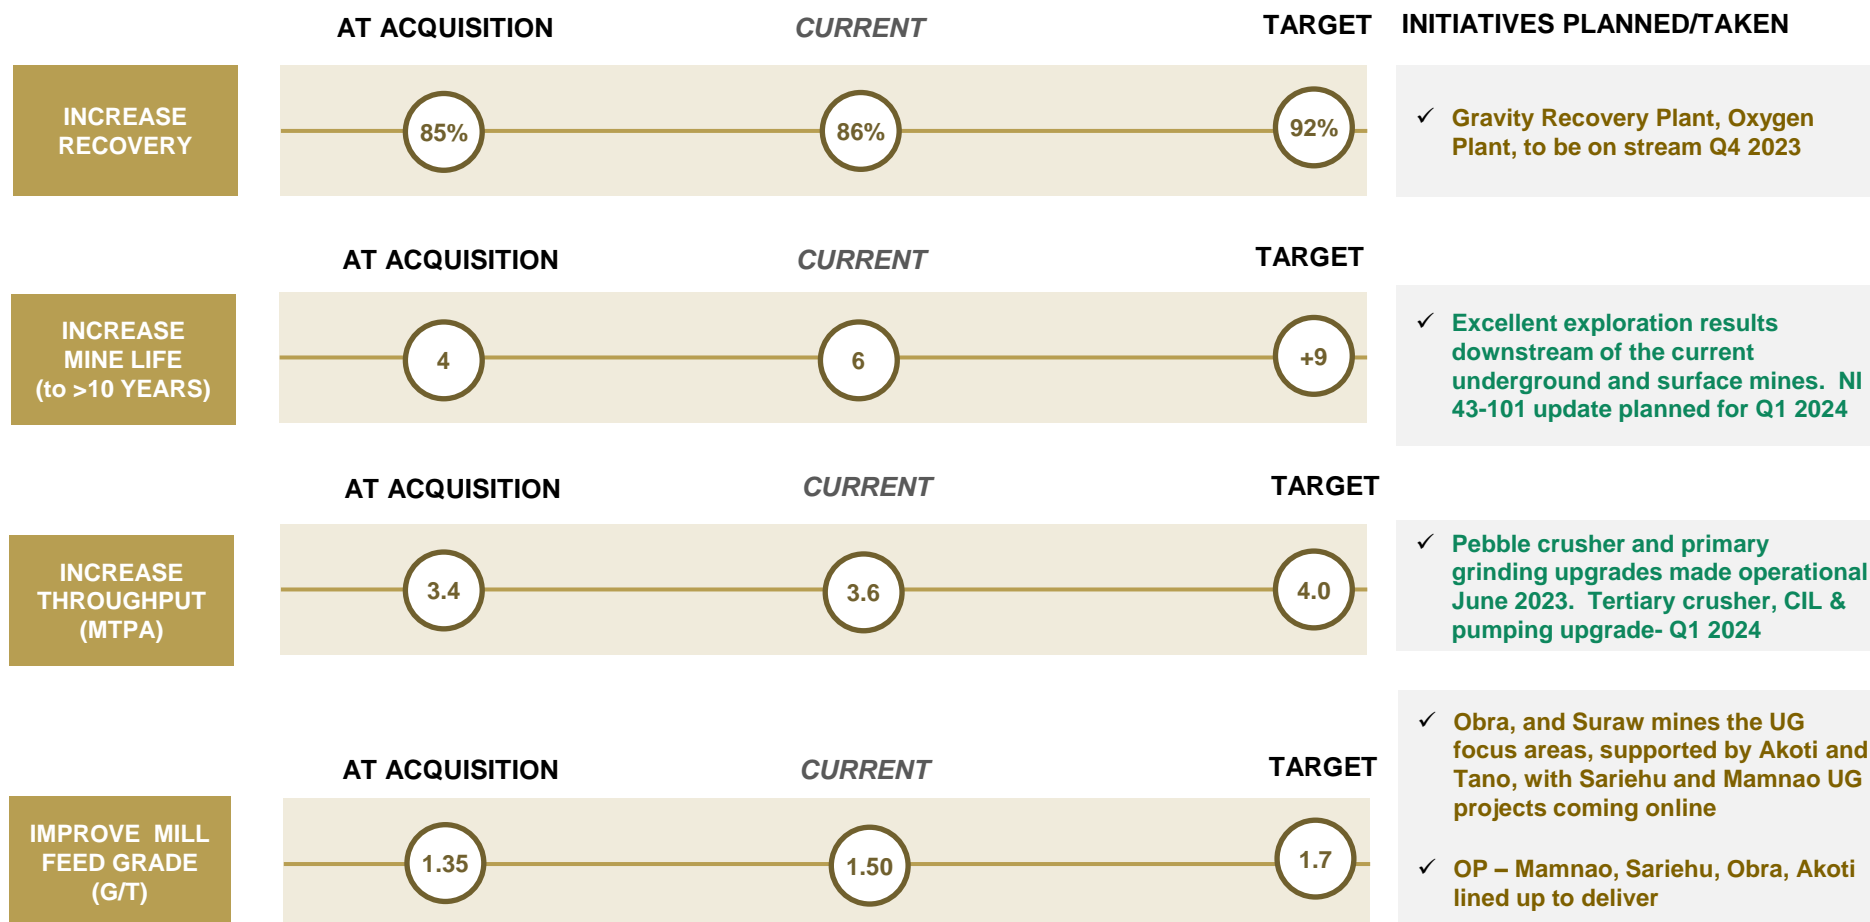 AT ACQUISITION
CURRENT
TARGET
INITIATIVES PLANNED/TAKEN
INCREASE
RECOVERY
85%
86%
92%
✓ Gravity Recovery Plant, Oxygen
Plant, to be on stream Q4 2023
AT ACQUISITION
CURRENT
TARGET
INCREASE
MINE LIFE
(to >10 YEARS)
4
6
+9
✓ Excellent exploration results
downstream of the current
underground and surface mines. NI
43-101 update planned for Q1 2024
AT ACQUISITION
CURRENT
TARGET
INCREASE
THROUGHPUT
(MTPA)
3.4
3.6
4.0
✓ Pebble crusher and primary
grinding upgrades made operational
June 2023. Tertiary crusher, CIL &
pumping upgrade- Q1 2024
AT ACQUISITION
CURRENT
TARGET
IMPROVE MILL
FEED GRADE
(G/T)
1.35
1.50
1.7
✓ Obra, and Suraw mines the UG
focus areas, supported by Akoti and
Tano, with Sariehu and Mamnao UG
projects coming online
✓ OP – Mamnao, Sariehu, Obra, Akoti
lined up to deliver